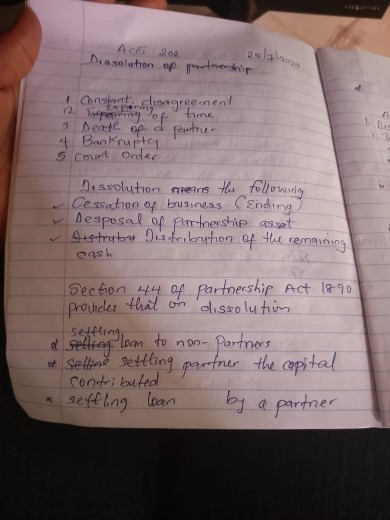 ACCT 202 25/7/2024
Dissolution of partnership
1 Constant disagreement
2 Expiring of time
3 Death of a partner
4 Bankruptcy
5 Court Order
Dissolution means the following
✓ Cessation of business (Ending
✓ Desposal of partnership asset
✓ Distribution of the remaining
cash
Section 44 of partnership Act 1890
provides that on dissolution
settling
loan to non-Partners
settling partner the capital
contributed
* settling loan by a partner